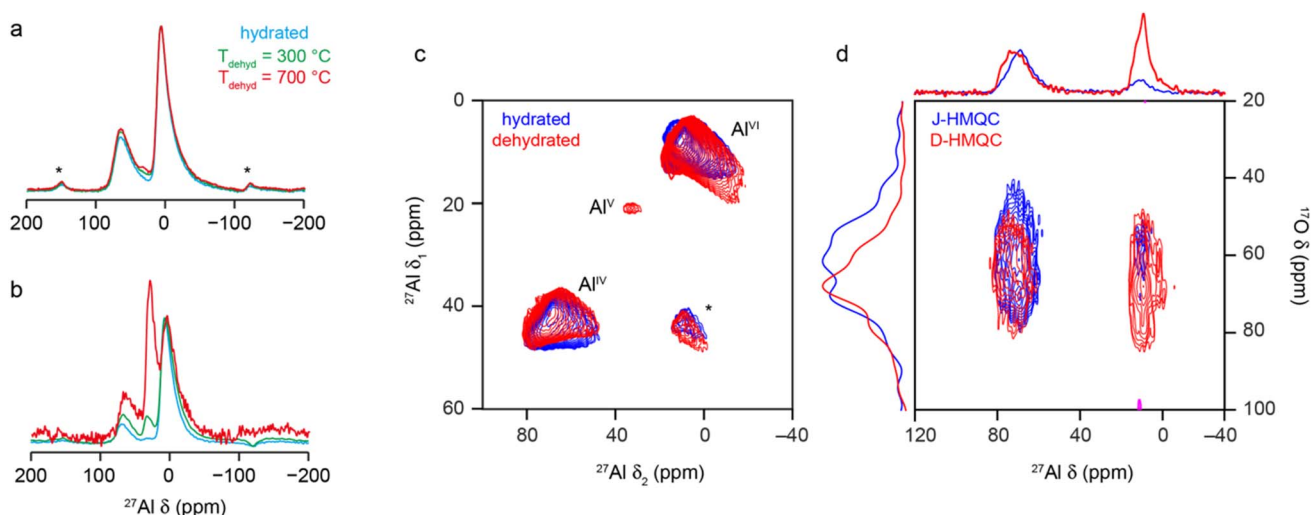 a
hydrated
T_dehyd = 300 °C
T_dehyd = 700 °C
*
*
200 100 0 −100 −200
b
200 100 0 −100 −200
²⁷Al δ (ppm)
c
0
20
40
60
²⁷Al δ₁ (ppm)
hydrated
dehydrated
Al^VI
Al^V
Al^IV
*
80 40 0 −40
²⁷Al δ₂ (ppm)
d
J-HMQC
D-HMQC
20
40
60
80
100
¹⁷O δ (ppm)
120 80 40 0 −40
²⁷Al δ (ppm)